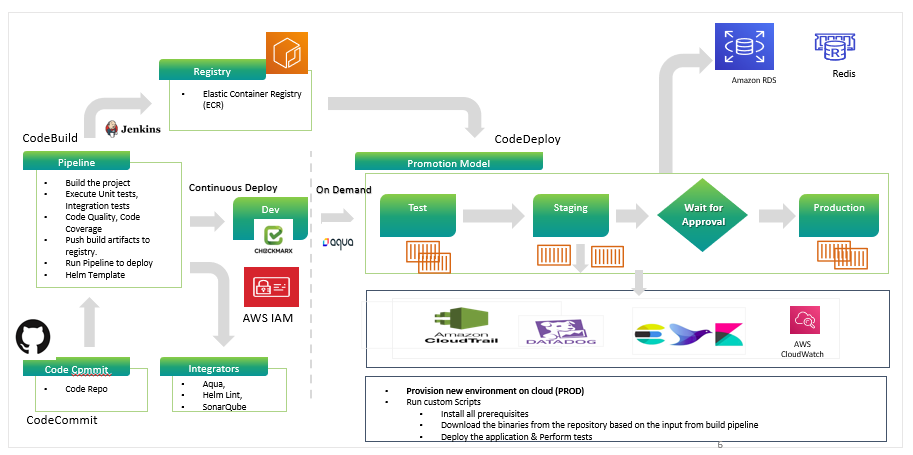 Registry
Elastic Container Registry
(ECR)
Amazon RDS
Redis
CodeBuild
Jenkins
CodeDeploy
Pipeline
Build the project
Execute Unit tests,
Integration tests
Code Quality, Code
Coverage
Push build artifacts to
registry.
Run Pipeline to deploy
Helm Template
Continuous Deploy
Dev
CHECKMARX
AWS IAM
On Demand
aqua
Promotion Model
Test
Staging
Wait for
Approval
Production
Amazon
CloudTrail
DATADOG
AWS
CloudWatch
Code Cpmmit
Code Repo
CodeCommit
Integrators
Aqua,
Helm Lint,
SonarQube
Provision new environment on cloud (PROD)
Run custom Scripts
Install all prerequisites
Download the binaries from the repository based on the input from build pipeline
Deploy the application & Perform tests